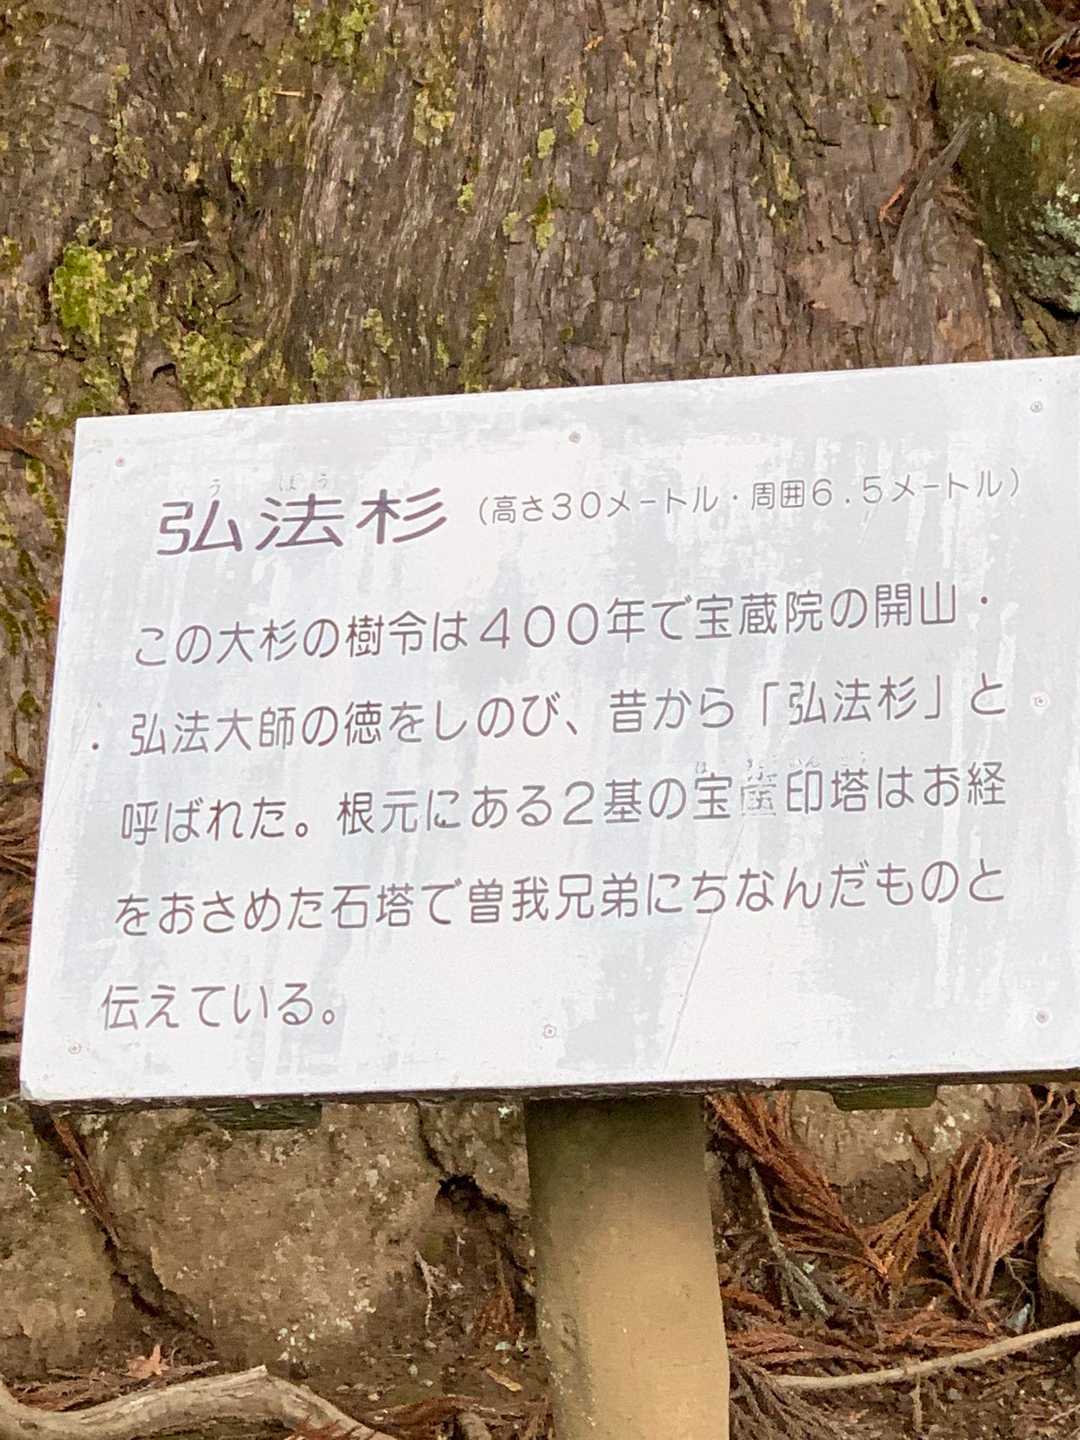 弘法杉（高さ30メートル・周囲6.5メートル）
この大杉の樹令は400年で宝蔵院の開山・
・弘法大師の徳をしのび、昔から「弘法杉」と
呼ばれた。根元にある2基の宝篋印塔はお経
をおさめた石塔で曽我兄弟にちなんだものと
伝えている。